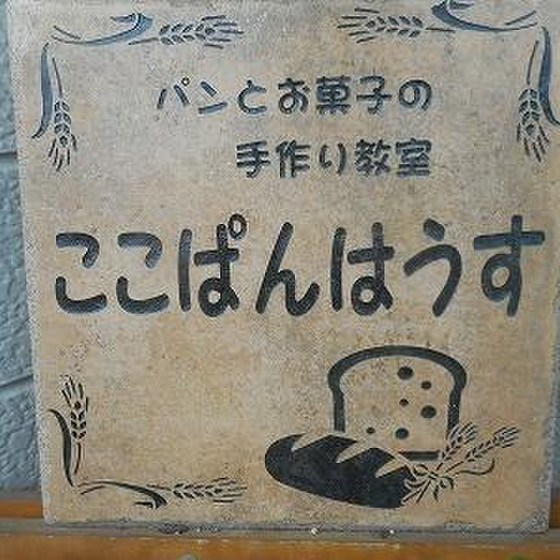 パンとお菓子の
手作り教室
ここぱんはうす